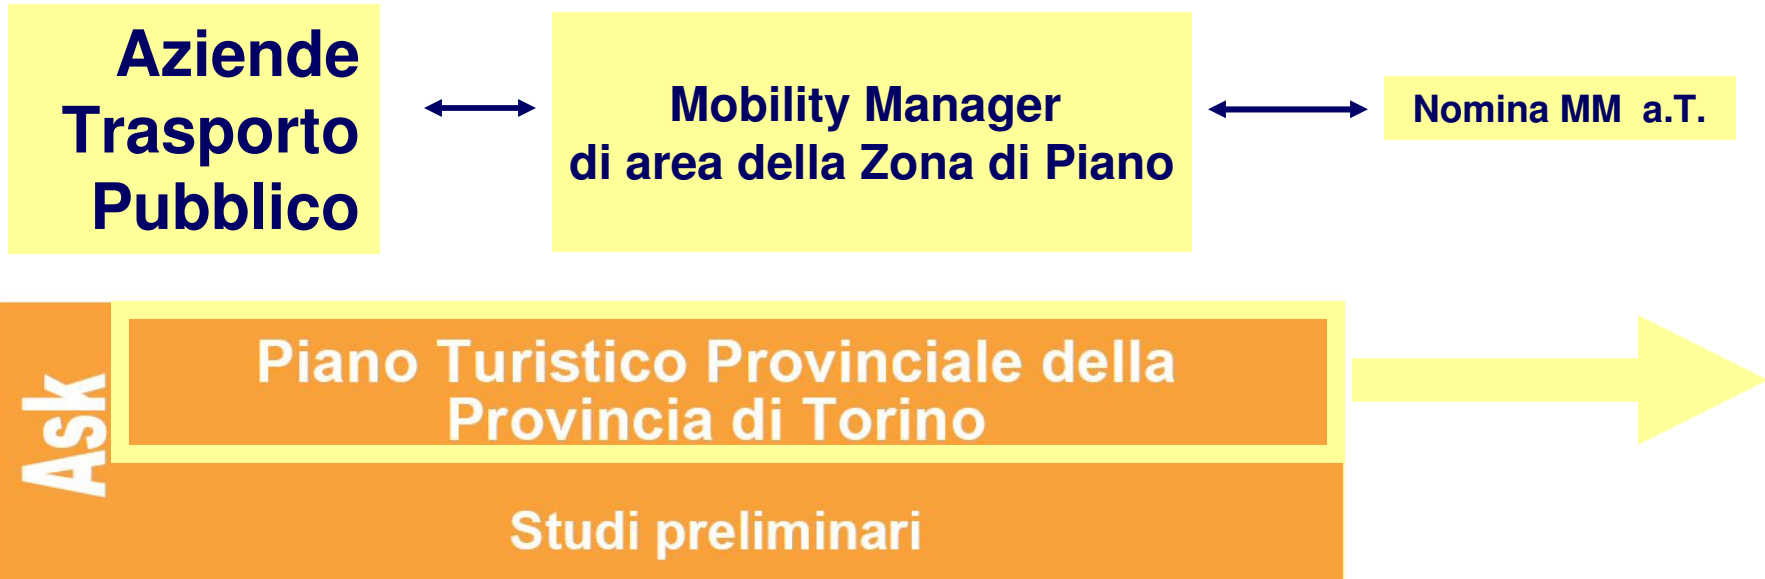 Aziende
Trasporto
Pubblico
Mobility Manager
di area della Zona di Piano
Nomina MM  a.T.
Ask
Piano Turistico Provinciale della
Provincia di Torino
Studi preliminari